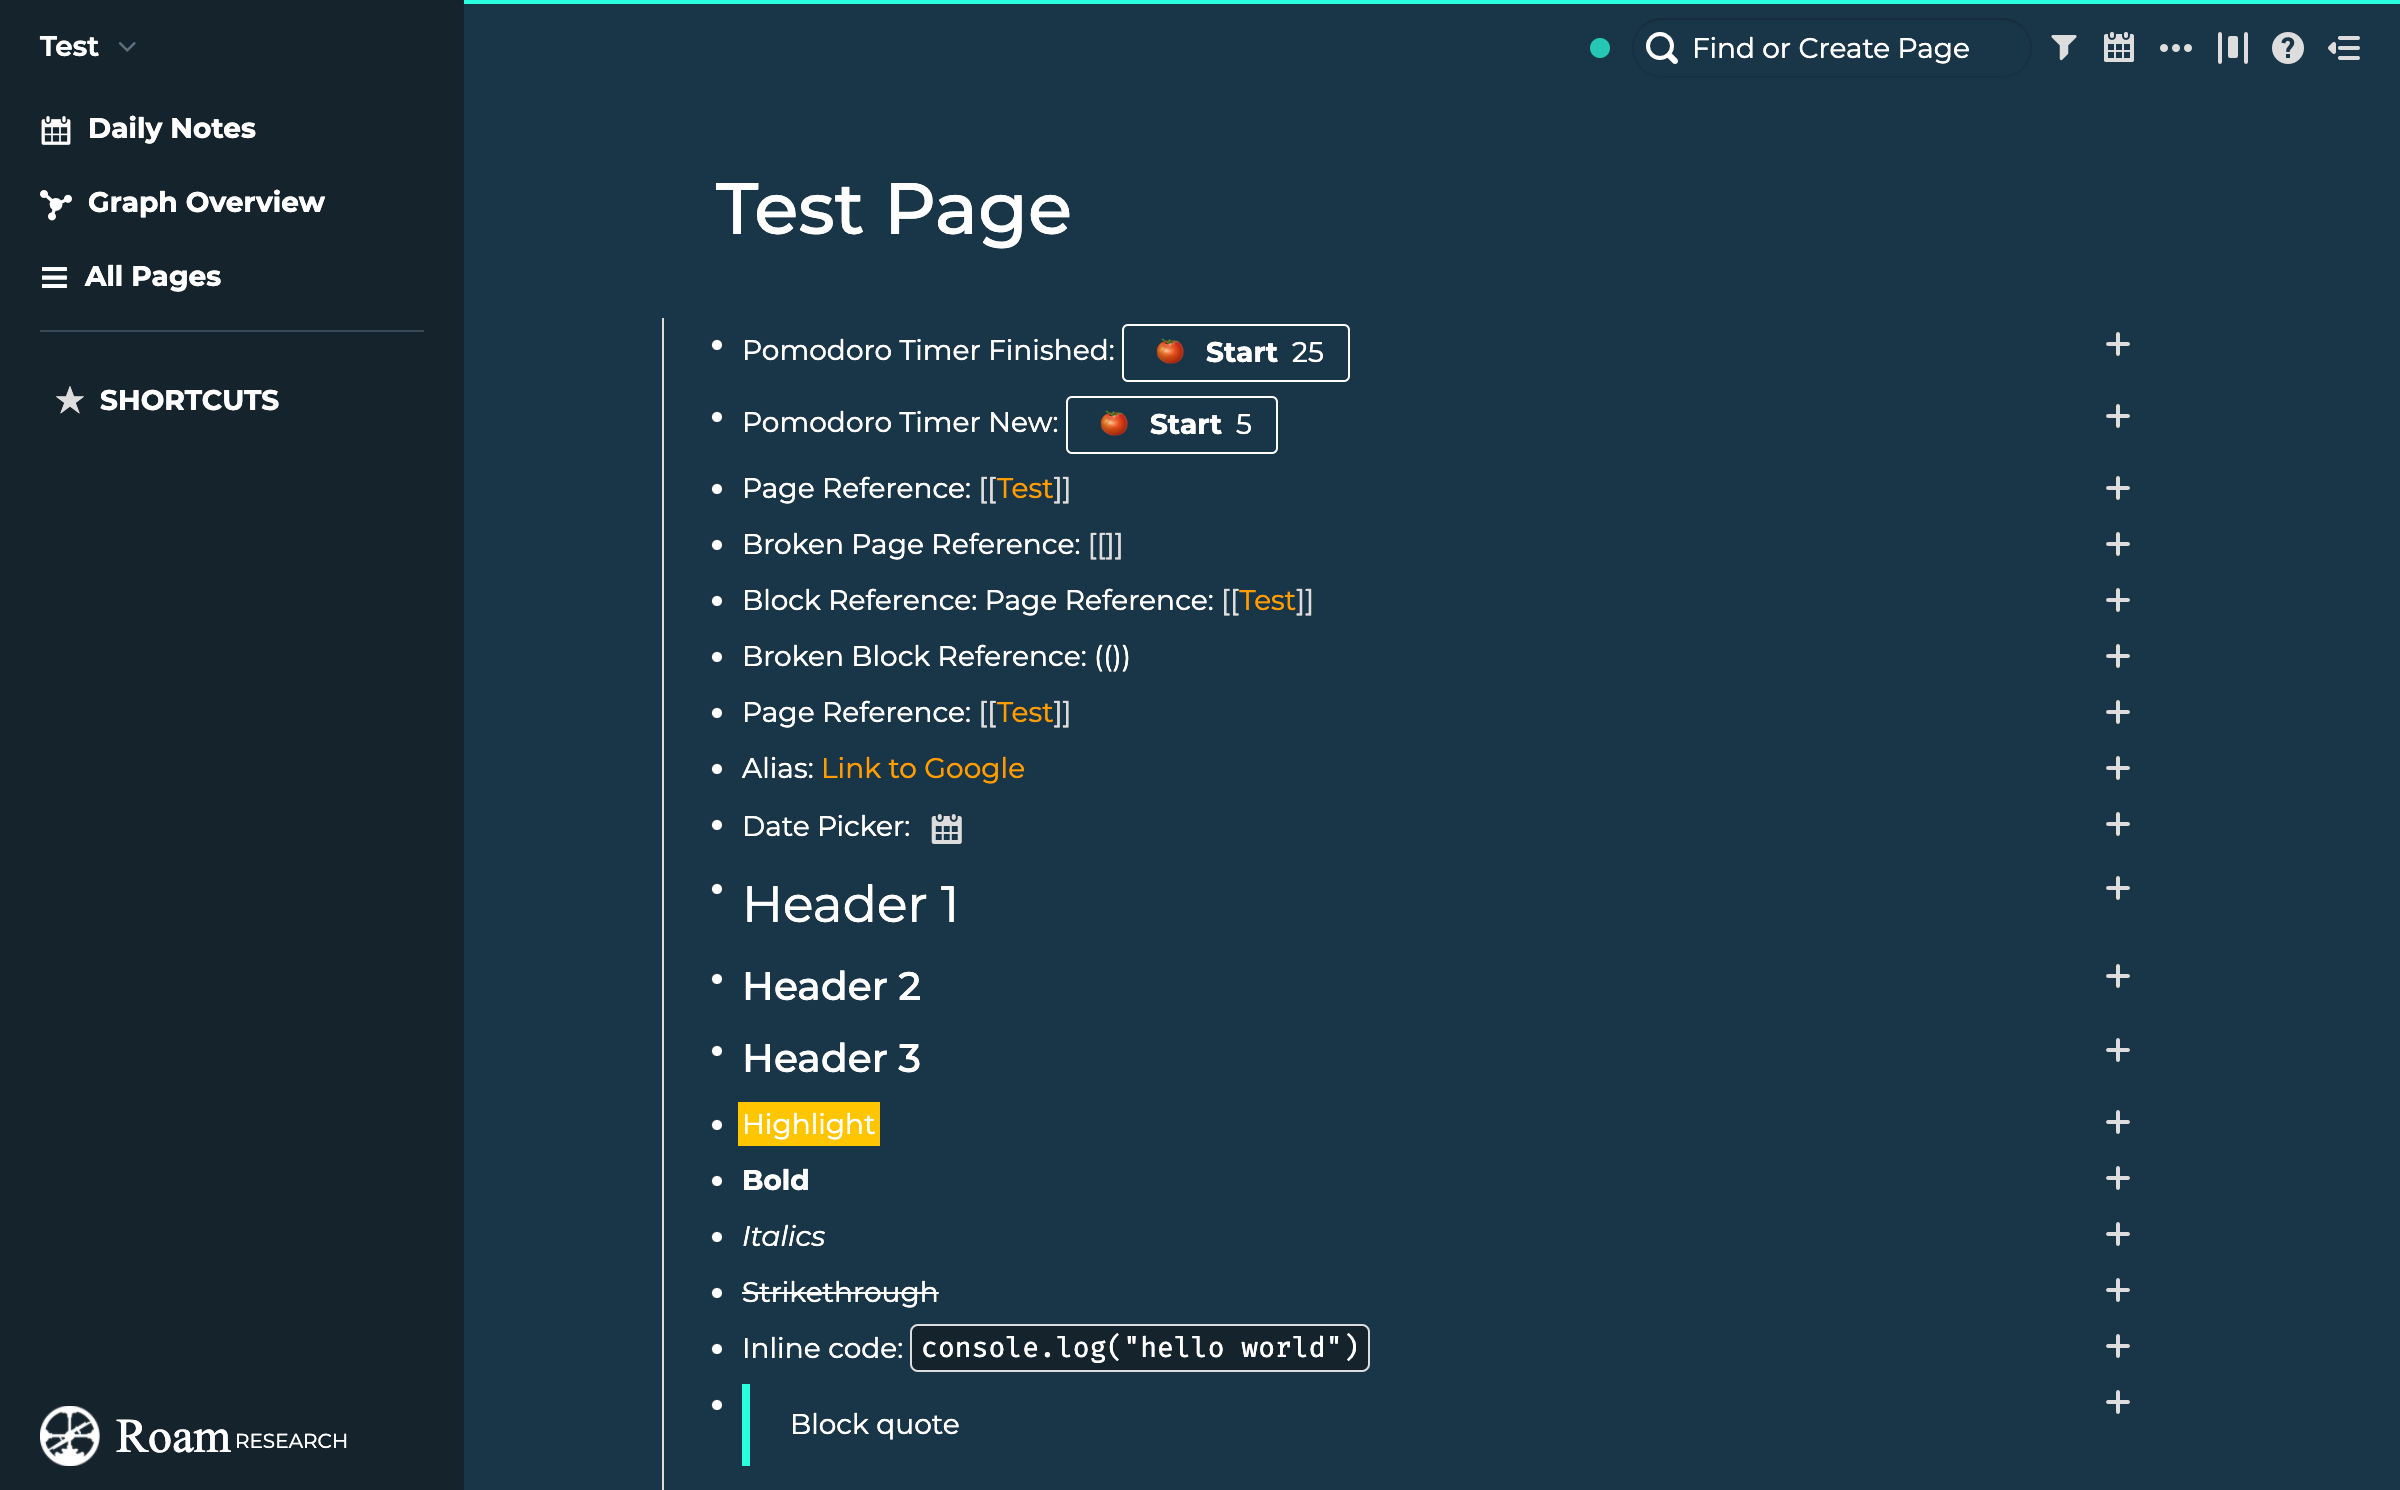 Test
Daily Notes
Graph Overview
All Pages
SHORTCUTS
Roam RESEARCH
Find or Create Page
Test Page
Pomodoro Timer Finished: Start 25
Pomodoro Timer New: Start 5
Page Reference: [[Test]]
Broken Page Reference: [[]]
Block Reference: Page Reference: [[Test]]
Broken Block Reference: (())
Page Reference: [[Test]]
Alias: Link to Google
Date Picker:
Header 1
Header 2
Header 3
Highlight
Bold
Italics
Strikethrough
Inline code: console.log("hello world")
Block quote